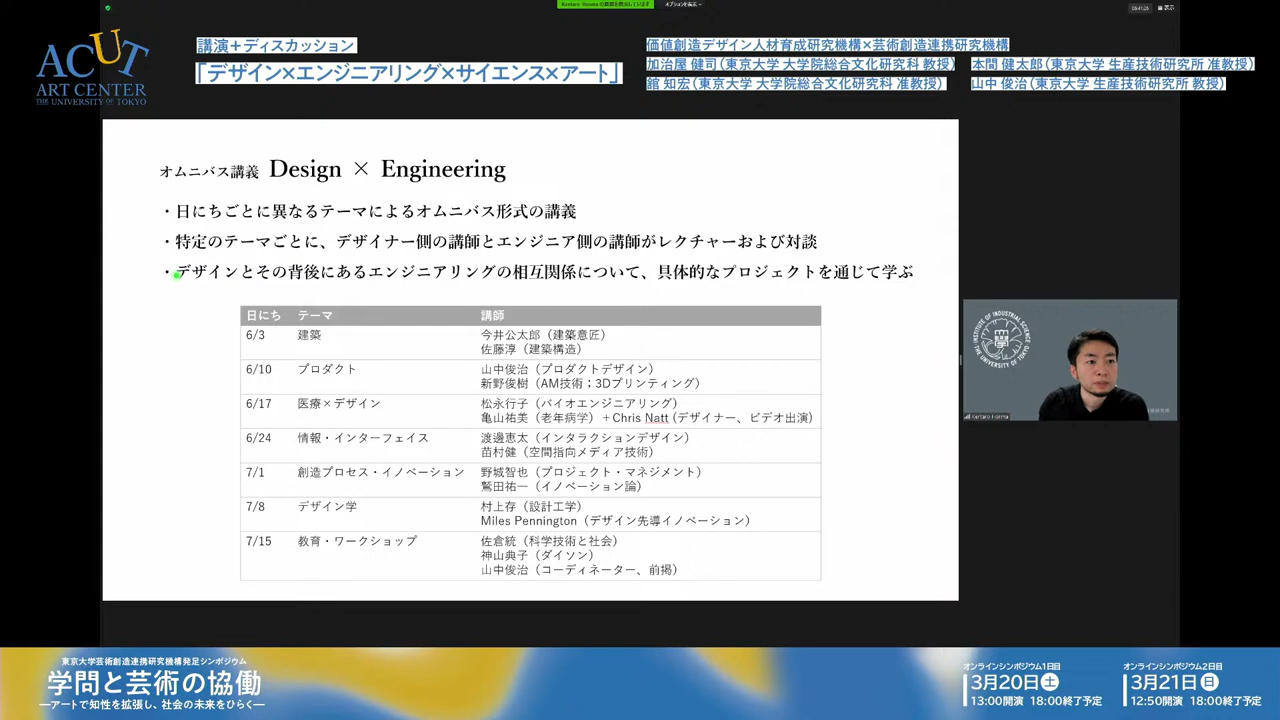 Kentaro Honma の画面を表示しています
オプションを表示
表示
ACUT
ART CENTER
THE UNIVERSITY OF TOKYO
講演+ディスカッション
「デザイン×エンジニアリング×サイエンス×アート」
価値創造デザイン人材育成研究機構×芸術創造連携研究機構
加治屋 健司(東京大学 大学院総合文化研究科 教授) 本間 健太郎(東京大学 生産技術研究所 准教授)
舘 知宏(東京大学 大学院総合文化研究科 准教授) 山中 俊治(東京大学 生産技術研究所 教授)
オムニバス講義 Design × Engineering
・日にちごとに異なるテーマによるオムニバス形式の講義
・特定のテーマごとに、デザイナー側の講師とエンジニア側の講師がレクチャーおよび対談
・デザインとその背後にあるエンジニアリングの相互関係について、具体的なプロジェクトを通じて学ぶ
日にち テーマ 講師
6/3 建築 今井公太郎(建築意匠)
佐藤淳(建築構造)
6/10 プロダクト 山中俊治(プロダクトデザイン)
新野俊樹(AM技術;3Dプリンティング)
6/17 医療×デザイン 松永行子(バイオエンジニアリング)
亀山祐美(老年病学)+Chris Natt (デザイナー、ビデオ出演)
6/24 情報・インターフェイス 渡邊恵太(インタラクションデザイン)
苗村健(空間指向メディア技術)
7/1 創造プロセス・イノベーション 野城智也(プロジェクト・マネジメント)
鷲田祐一(イノベーション論)
7/8 デザイン学 村上存(設計工学)
Miles Pennington(デザイン先導イノベーション)
7/15 教育・ワークショップ 佐倉統(科学技術と社会)
神山典子(ダイソン)
山中俊治(コーディネーター、前掲)
INSTITUTE OF INDUSTRIAL SCIENCE
THE UNIVERSITY OF TOKYO
Kentaro Honma
東京大学芸術創造連携研究機構発足シンポジウム
学問と芸術の協働
―アートで知性を拡張し、社会の未来をひらく―
オンラインシンポジウム1日目
3月20日土
13:00開演 18:00終了予定
オンラインシンポジウム2日目
3月21日日
12:50開演 18:00終了予定